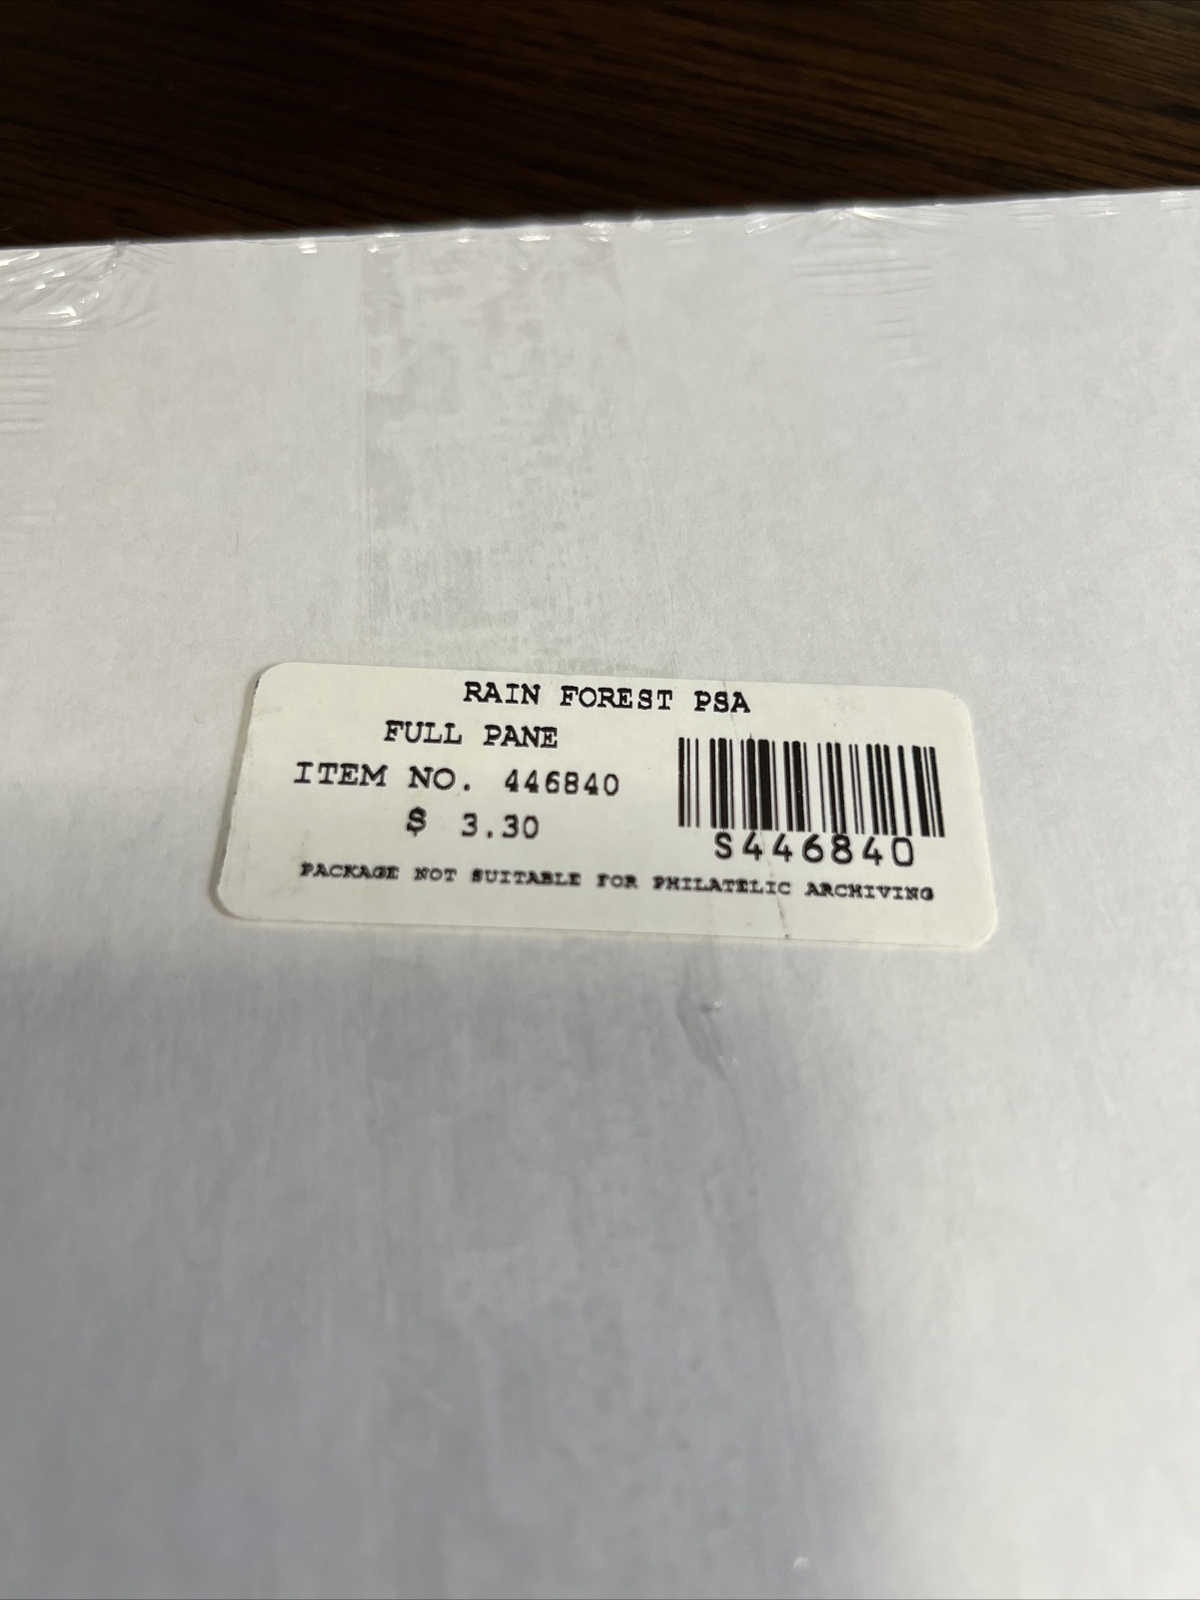 RAIN FOREST PSA
FULL PANE
ITEM NO. 446840
$ 3.30
S446840
PACKAGE NOT SUITABLE FOR PHILATELIC ARCHIVING